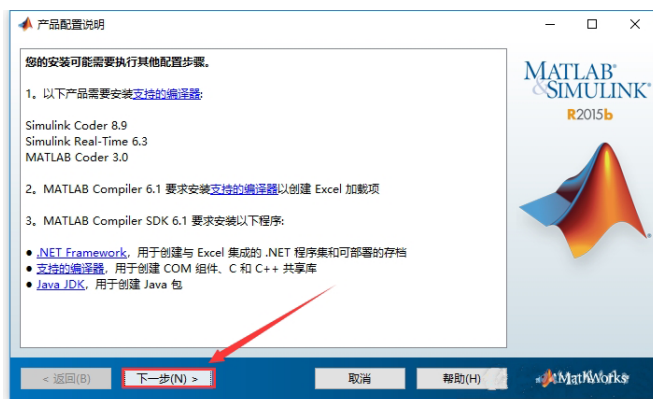 产品配置说明
您的安装可能需要执行其他配置步骤。
1。以下产品需要安装支持的编译器:
Simulink Coder 8.9
Simulink Real-Time 6.3
MATLAB Coder 3.0
2。MATLAB Compiler 6.1 要求安装支持的编译器以创建 Excel 加载项
3。MATLAB Compiler SDK 6.1 要求安装以下程序:
● .NET Framework，用于创建与 Excel 集成的 .NET 程序集和可部署的存档
● 支持的编译器，用于创建 COM 组件、C 和 C++ 共享库
● Java JDK，用于创建 Java 包
MATLAB®
&SIMULINK®
R2015b
< 返回(B)
下一步(N) >
取消
帮助(H)
MathWorks®